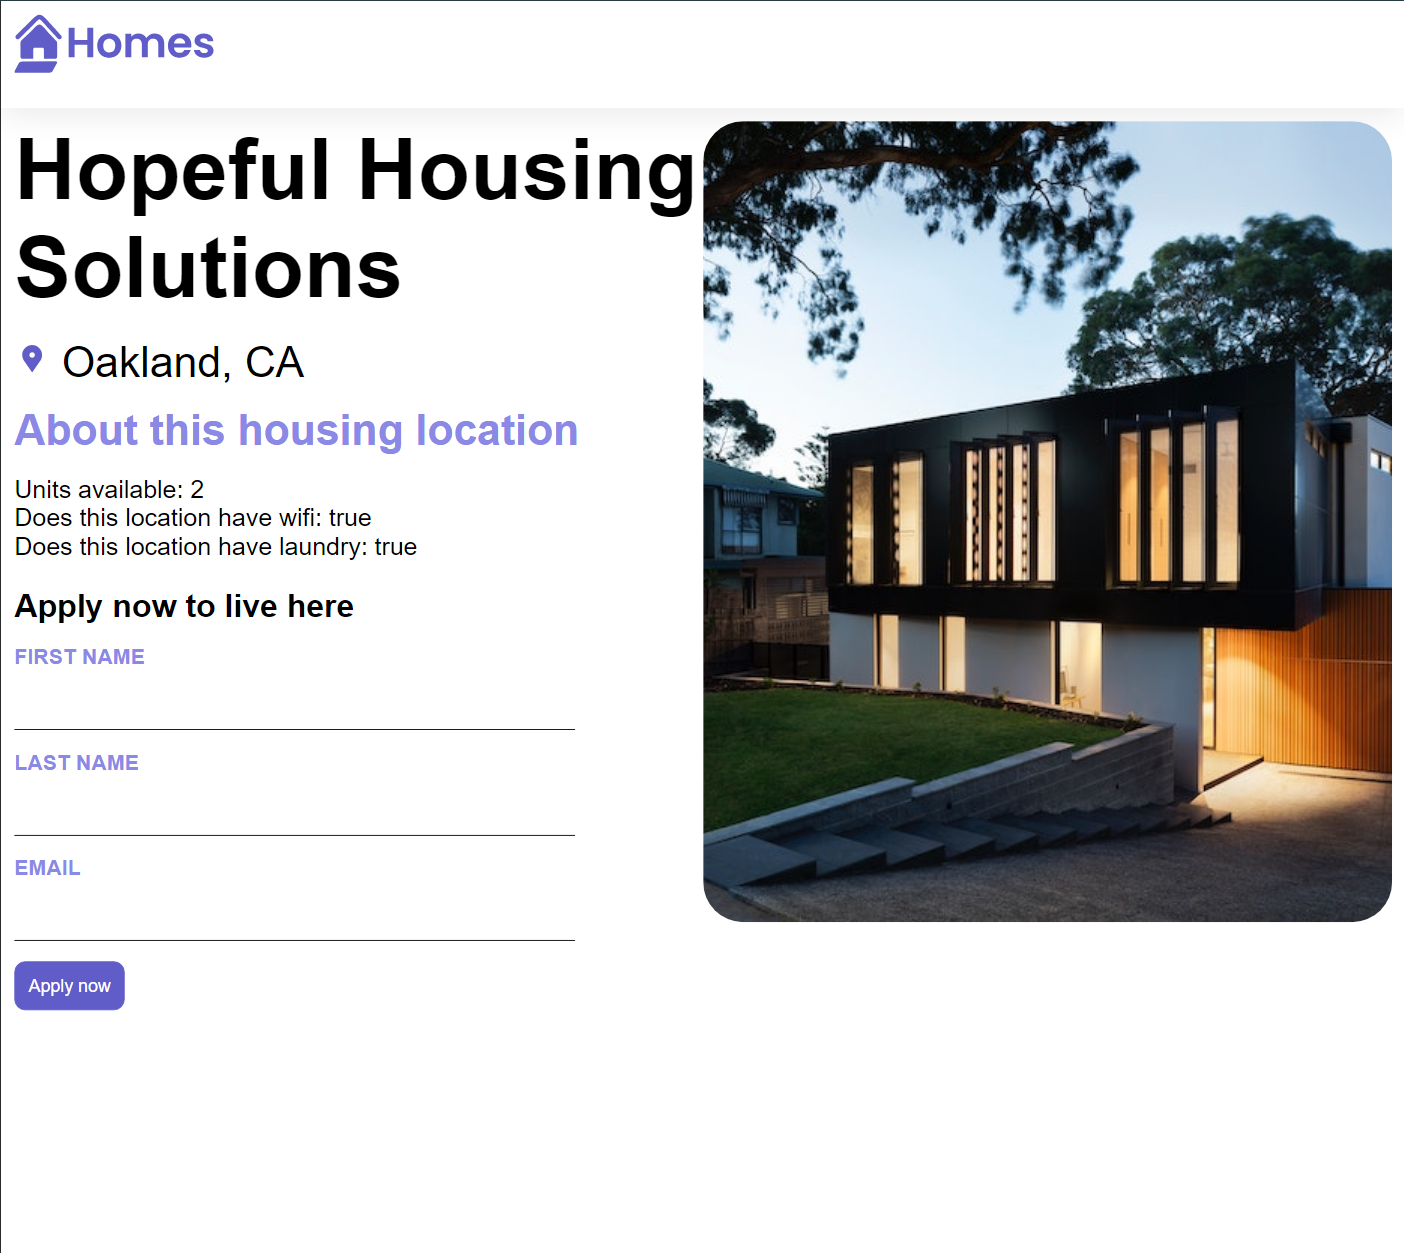 Homes
Hopeful Housing
Solutions
Oakland, CA
About this housing location
Units available: 2
Does this location have wifi: true
Does this location have laundry: true
Apply now to live here
FIRST NAME
LAST NAME
EMAIL
Apply now